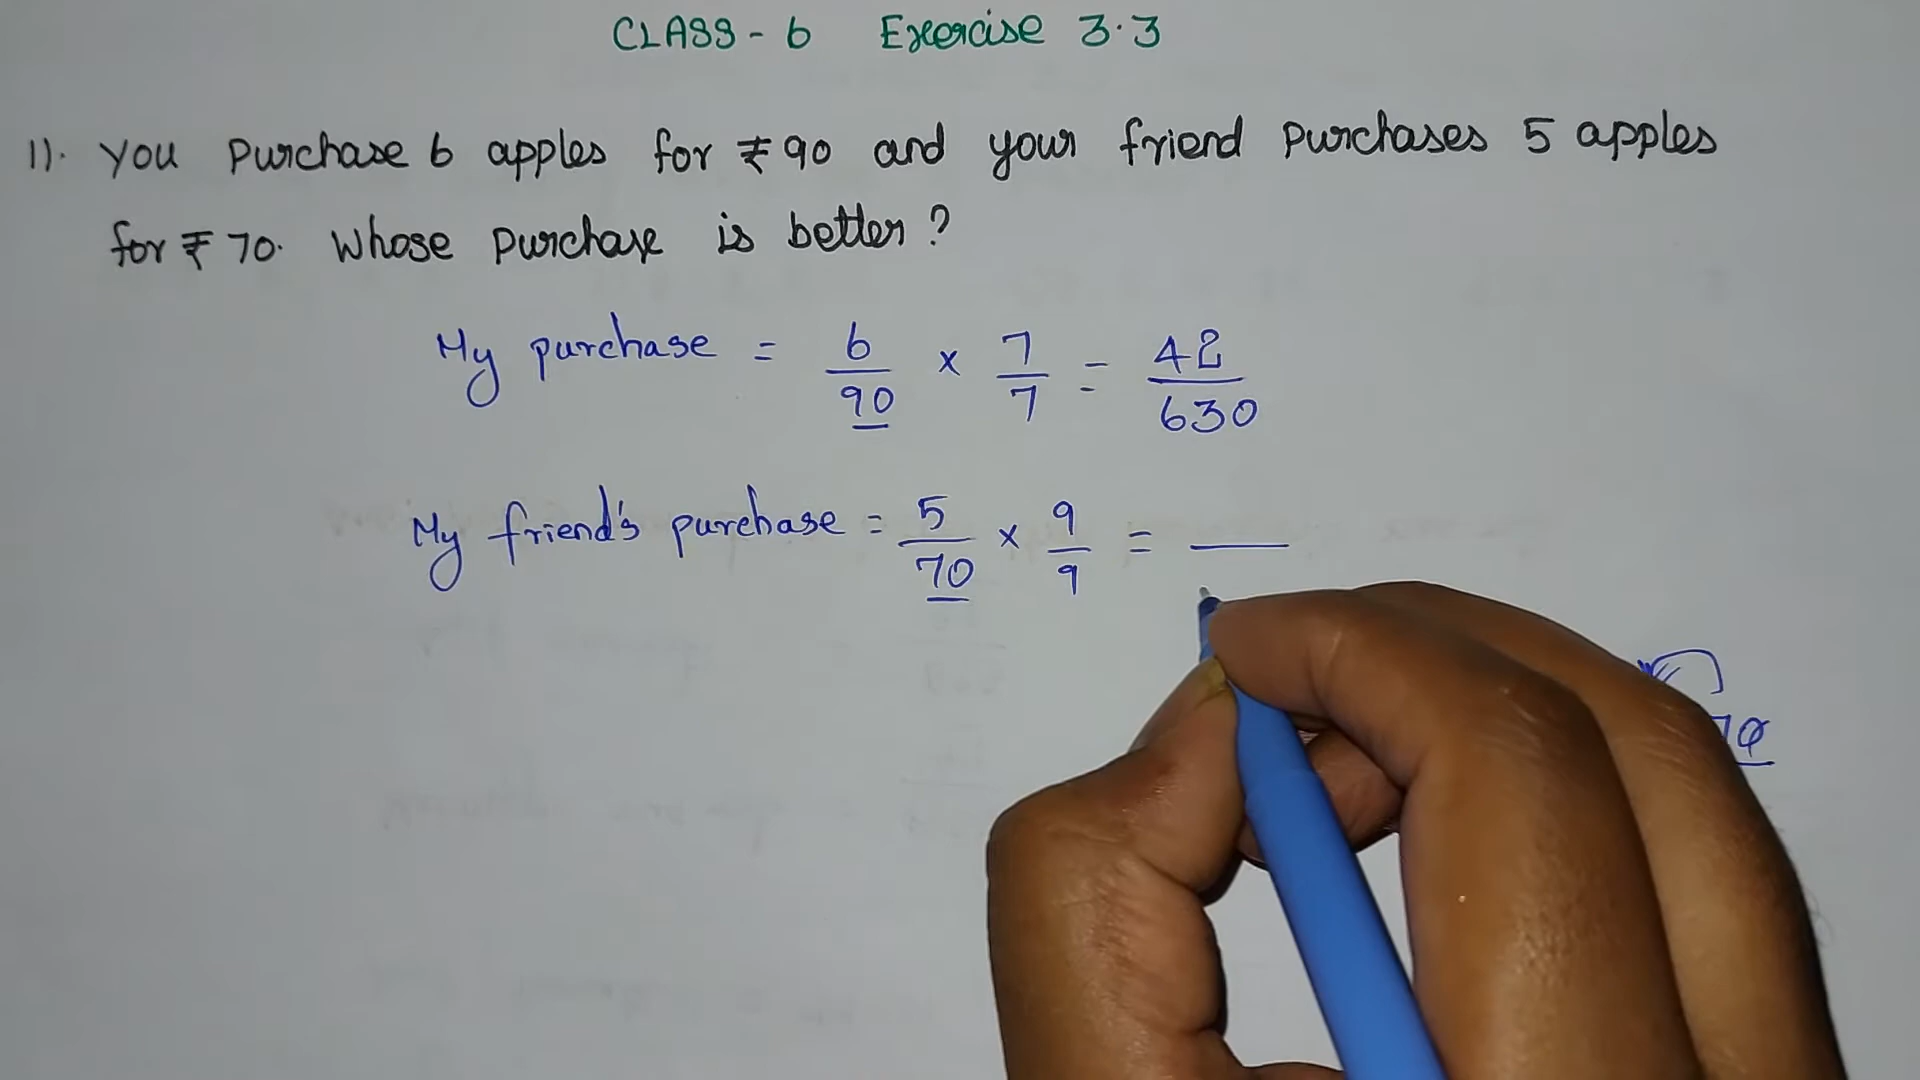 CLASS - 6 Exercise 3.3
11. You purchase 6 apples for ₹ 90 and your friend purchases 5 apples
for ₹ 70. Whose purchase is better?
My purchase = 6/90 × 7/7 = 42/630
My friend's purchase = 5/70 × 9/9 =
70